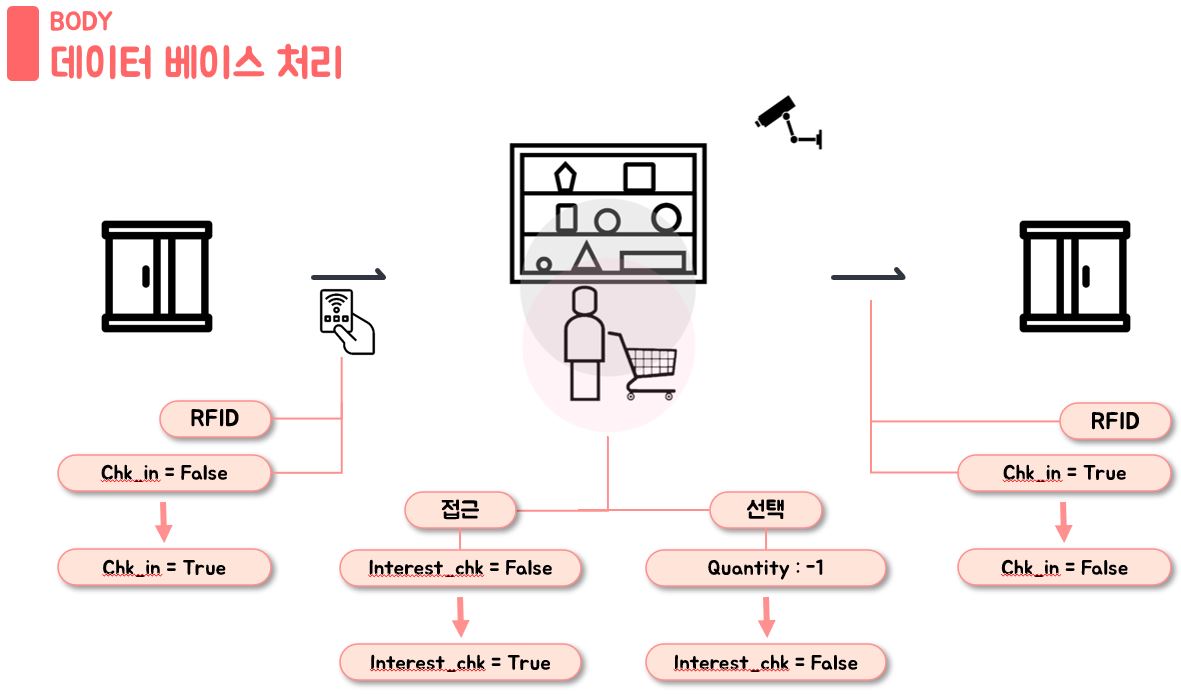 BODY
데이터 베이스 처리
RFID
Chk_in = False
Chk_in = True
접근
Interest_chk = False
Interest_chk = True
선택
Quantity : -1
Interest_chk = False
RFID
Chk_in = True
Chk_in = False